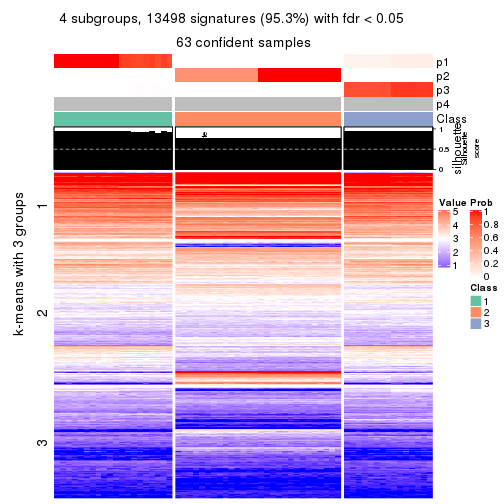 4 subgroups, 13498 signatures (95.3%) with fdr < 0.05
63 confident samples
p1
p2
p3
p4
Class
1
0.5
0
silhouette
Silhouette
score
k-means with 3 groups
1
2
3
Value
5
4
3
2
1
Prob
1
0.8
0.6
0.4
0.2
0
Class
1
2
3